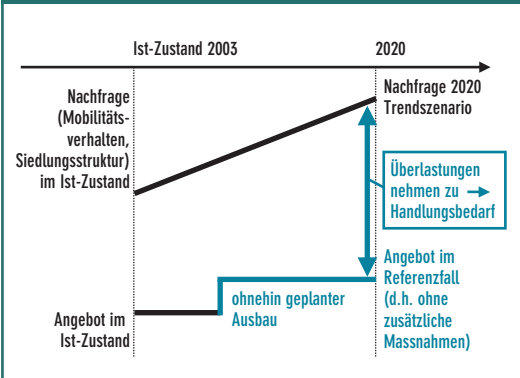 Ist-Zustand 2003
2020
Nachfrage
(Mobilitäts-
verhalten,
Siedlungsstruktur)
im Ist-Zustand
Nachfrage 2020
Trendszenario
Überlastungen
nehmen zu →
Handlungsbedarf
Angebot im
Referenzfall
(d.h. ohne
zusätzliche
Massnahmen)
ohnehin geplanter
Ausbau
Angebot im
Ist-Zustand